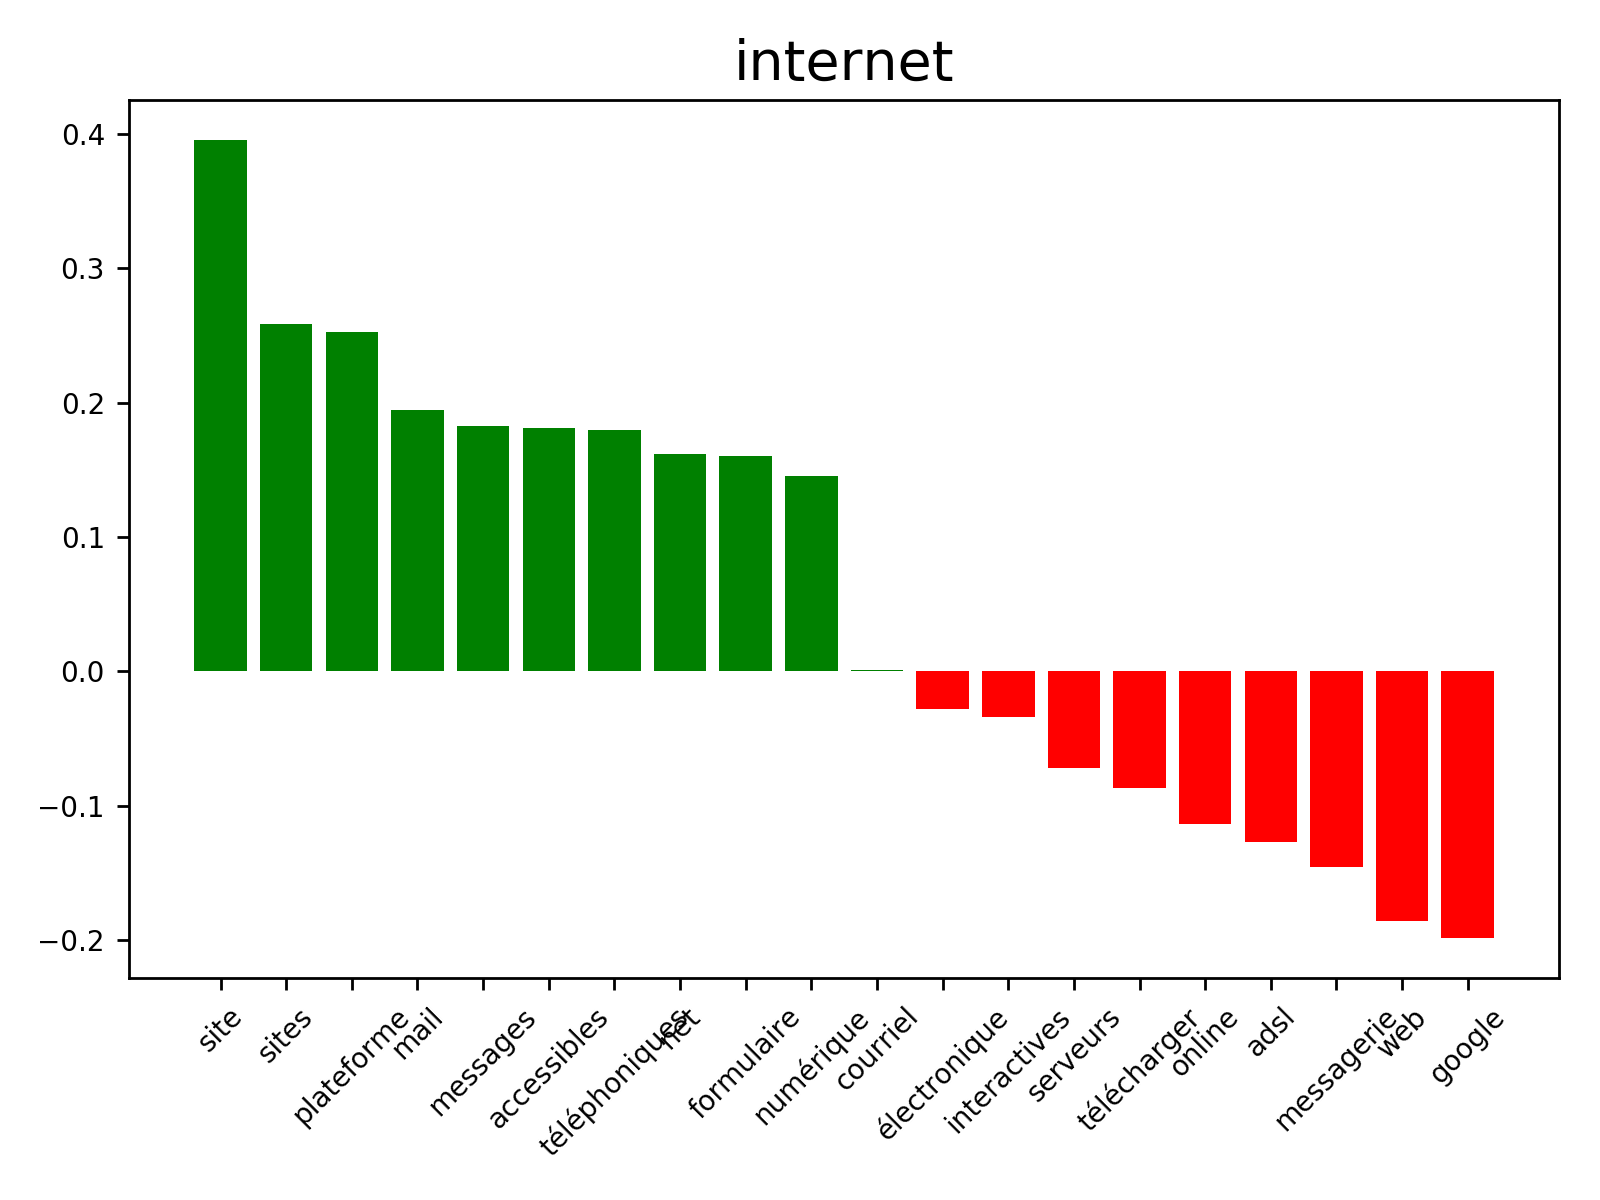 internet
0.4
0.3
0.2
0.1
0.0
−0.1
−0.2
site
sites
plateforme
mail
messages
accessibles
téléphoniques
net
formulaire
numérique
courriel
électronique
interactives
serveurs
télécharger
online
adsl
messagerie
web
google